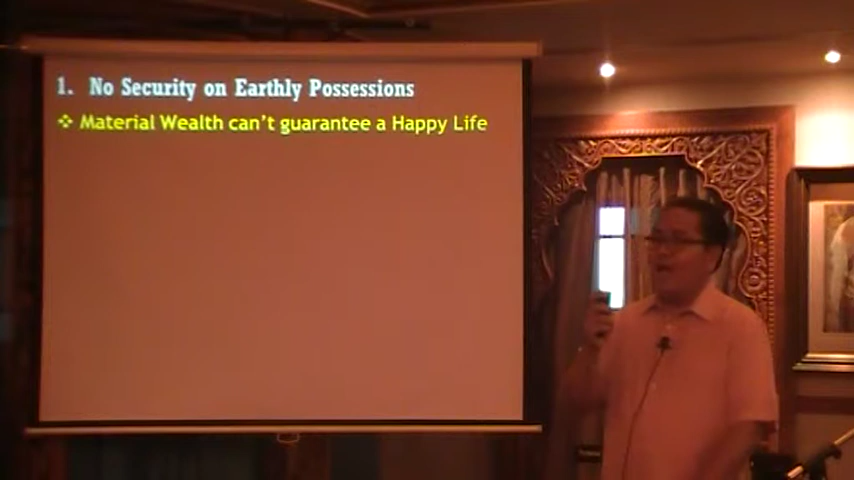 1. No Security on Earthly Possessions
❖ Material Wealth can't guarantee a Happy Life